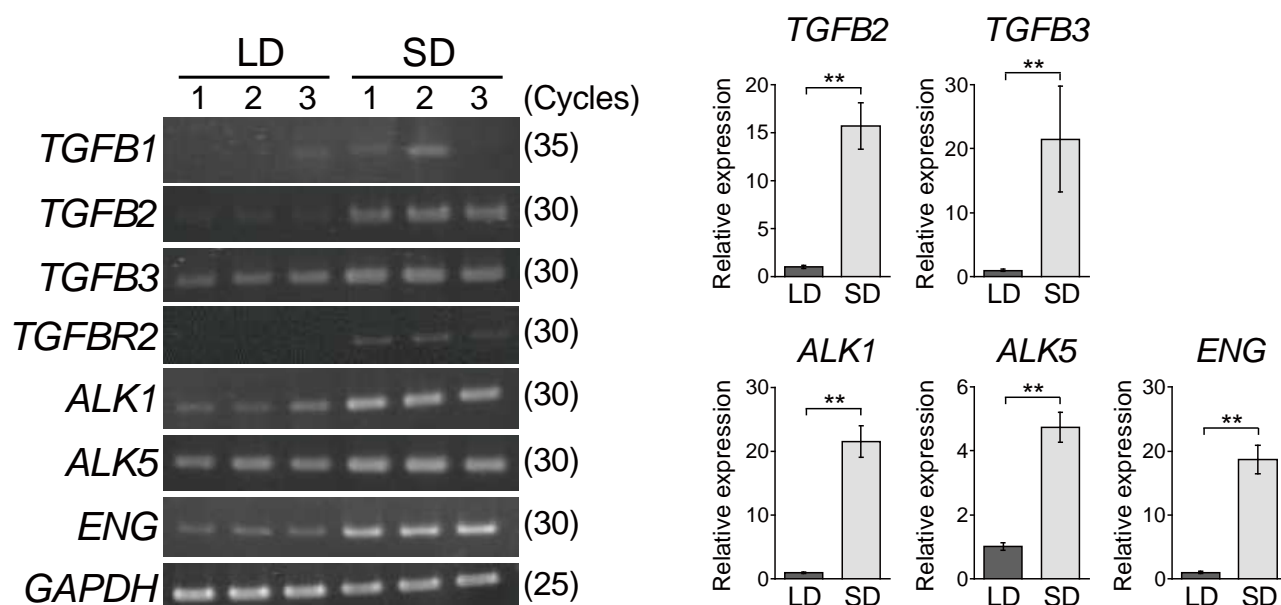 LD SD
1 2 3 1 2 3 (Cycles)
TGFB1 (35)
TGFB2 (30)
TGFB3 (30)
TGFBR2 (30)
ALK1 (30)
ALK5 (30)
ENG (30)
GAPDH (25)
TGFB2
Relative expression
20
15
10
5
0
**
LD SD
TGFB3
Relative expression
30
20
10
0
**
LD SD
ALK1
Relative expression
30
20
10
0
**
LD SD
ALK5
Relative expression
6
4
2
0
**
LD SD
ENG
Relative expression
30
20
10
0
**
LD SD